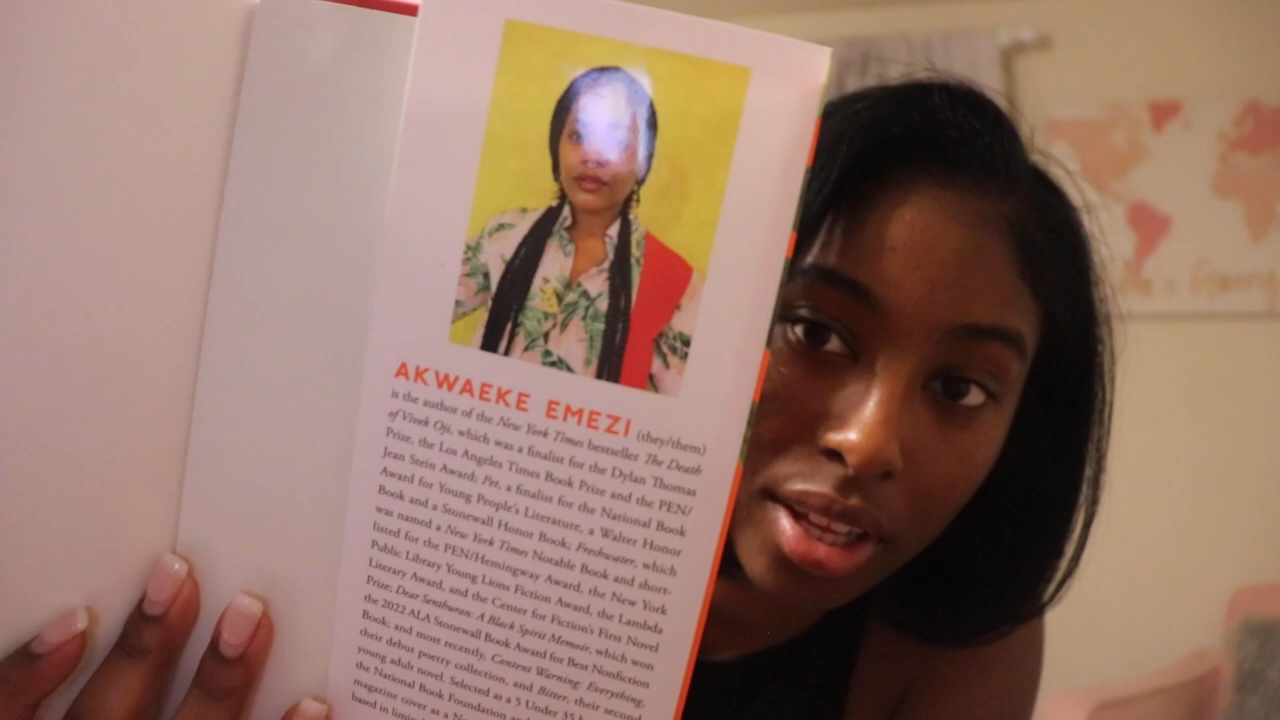 AKWAEKE EMEZI (they/them)
is the author of the New York Times bestseller The Death
of Vivek Oji, which was a finalist for the Dylan Thomas
Prize, the Los Angeles Times Book Prize and the PEN/
Jean Stein Award; Pet, a finalist for the National Book
Award for Young People's Literature, a Walter Honor
Book and a Stonewall Honor Book; Freshwater, which
was named a New York Times Notable Book and short-
listed for the PEN/Hemingway Award, the New York
Public Library Young Lions Fiction Award, the Lambda
Literary Award, and the Center for Fiction's First Novel
Prize; Dear Senthuran: A Black Spirit Memoir, which won
the 2022 ALA Stonewall Book Award for Best Nonfiction
Book; and most recently, Content Warning: Everything,
their debut poetry collection, and Bitter, their second
young adult novel. Selected as a 5 Under 35
the National Book Foundation
magazine cover as a
based in